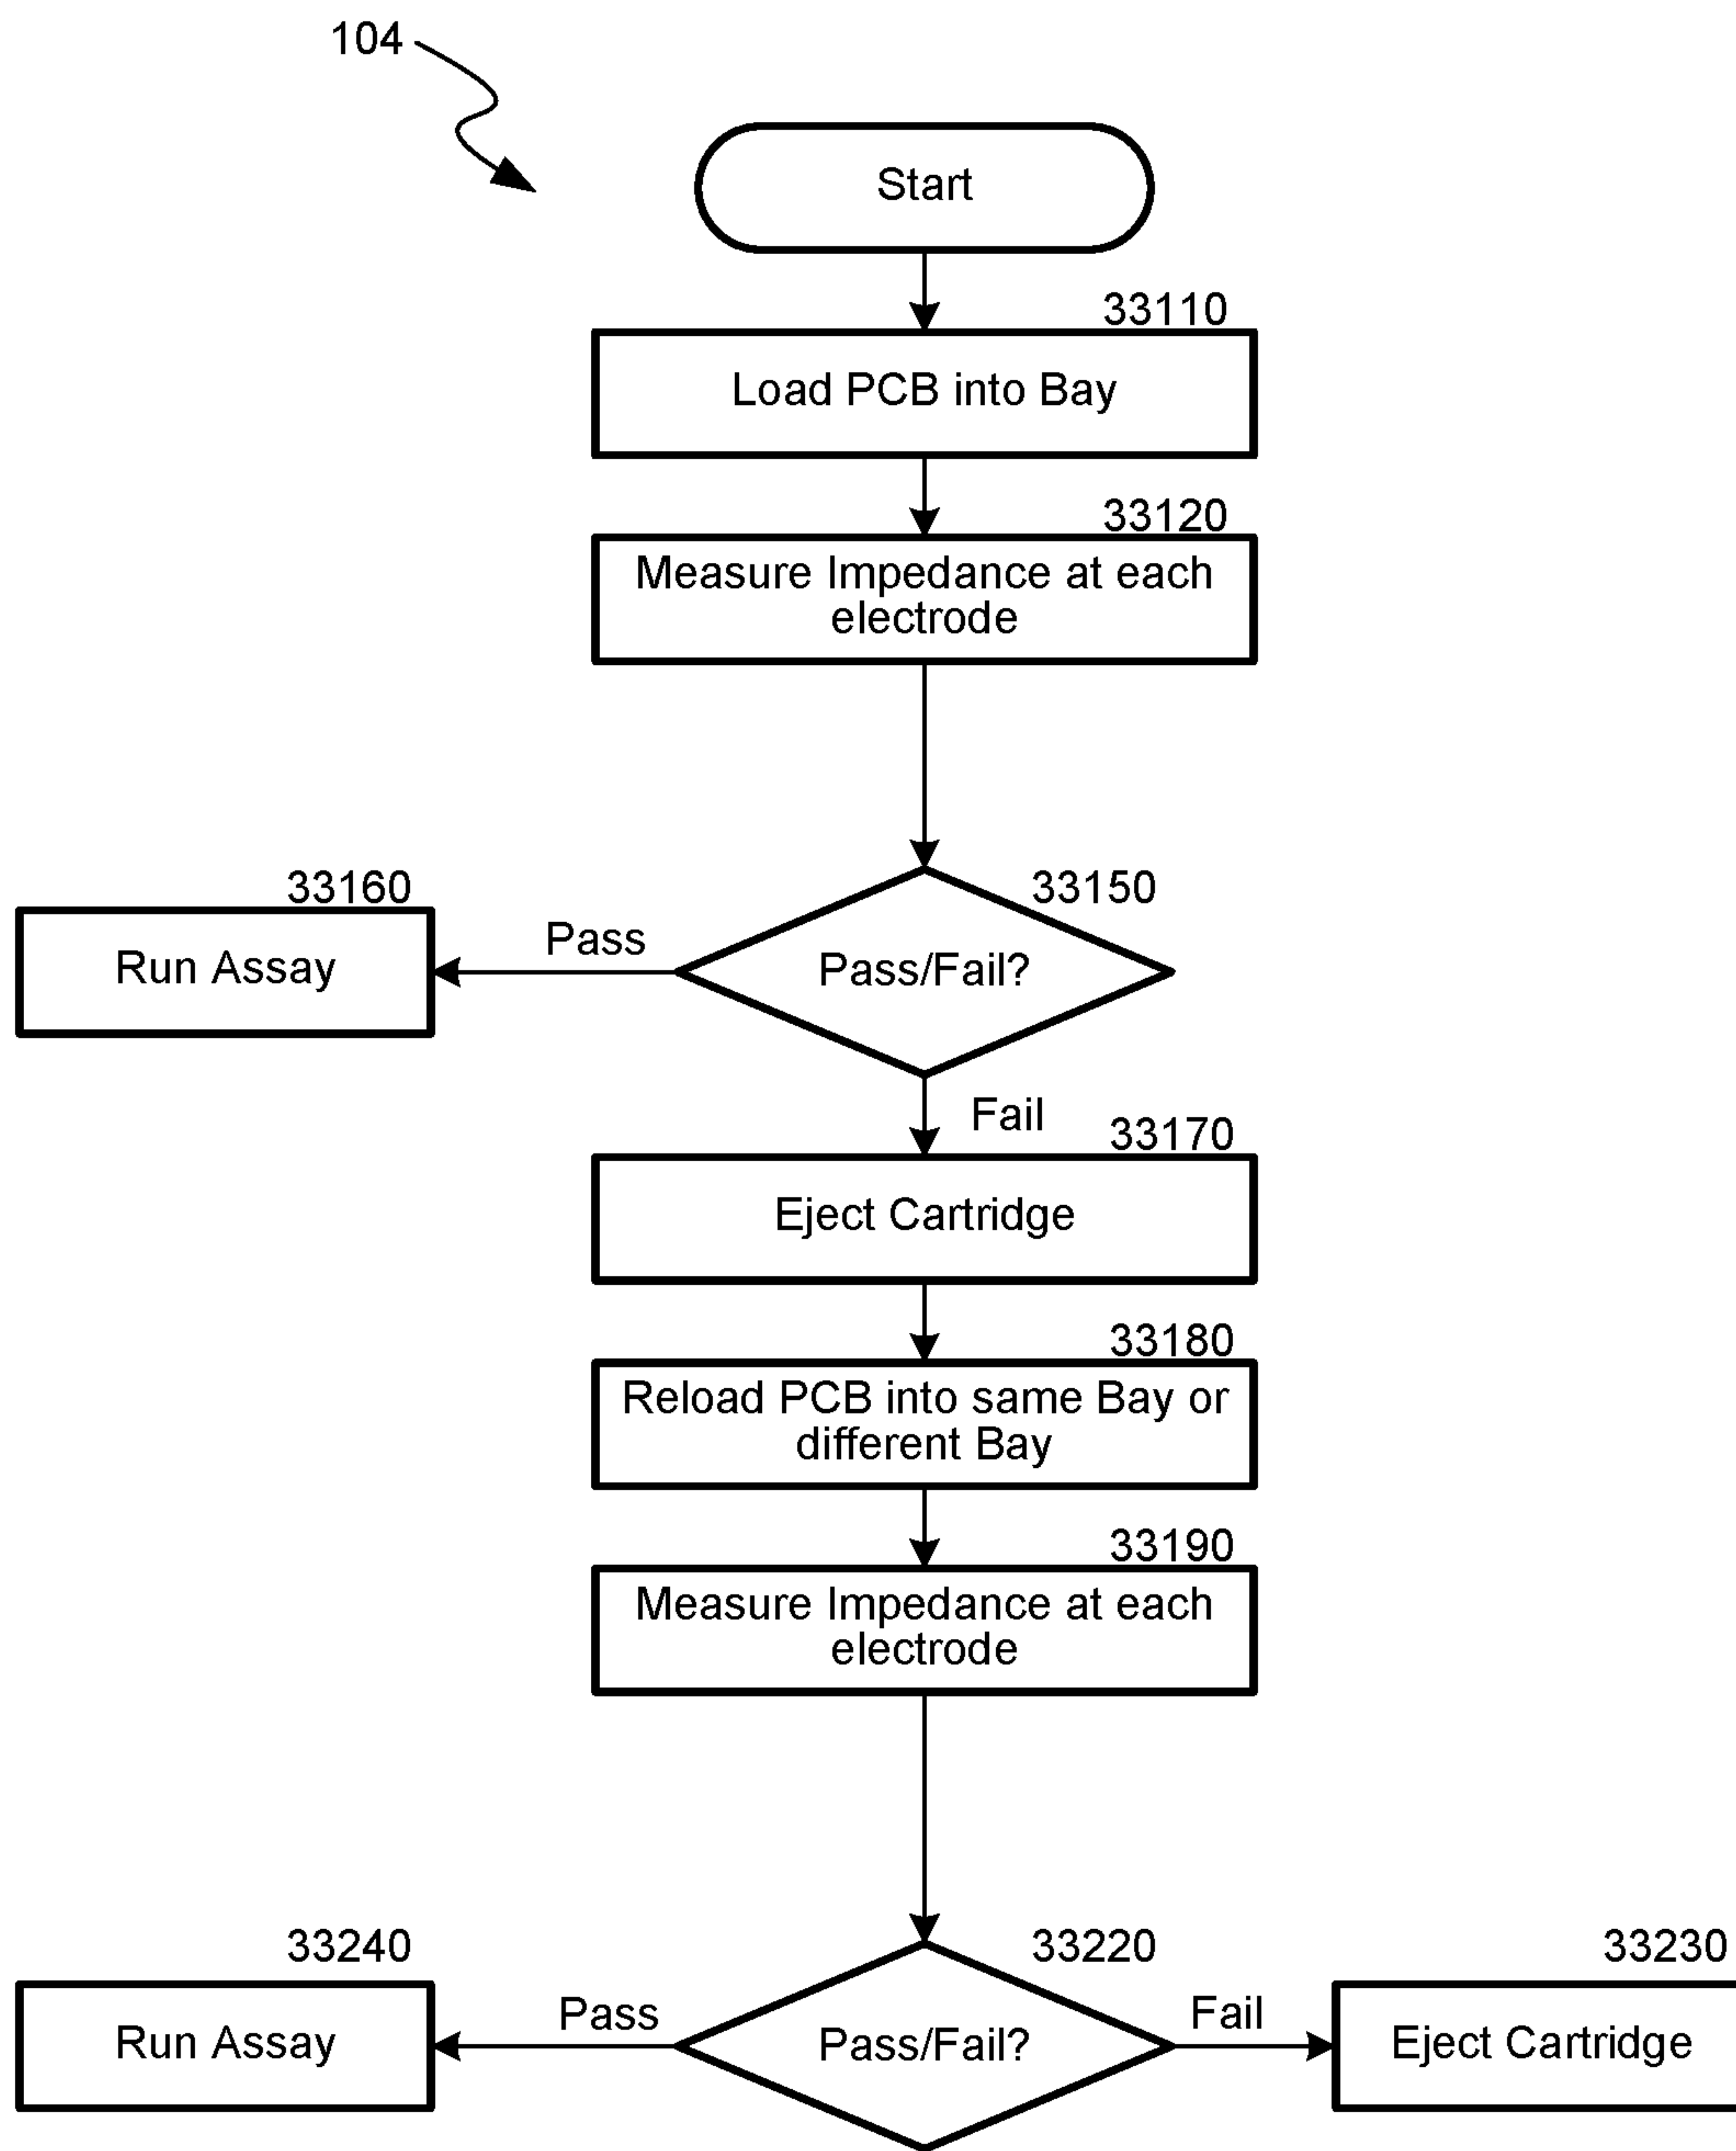 104
Start
33110
Load PCB into Bay
33120
Measure Impedance at each
electrode
33150
Pass/Fail?
Pass
33160
Run Assay
Fail
33170
Eject Cartridge
33180
Reload PCB into same Bay or
different Bay
33190
Measure Impedance at each
electrode
33220
Pass/Fail?
Pass
33240
Run Assay
Fail
33230
Eject Cartridge